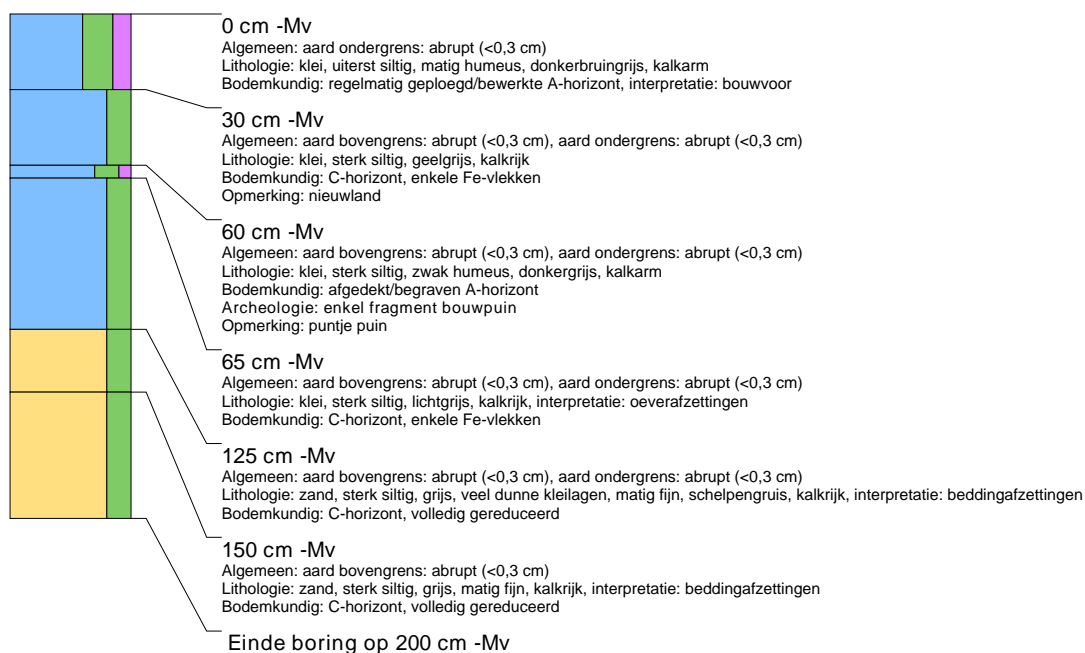 0 cm -Mv
Algemeen: aard ondergrens: abrupt (<0,3 cm)
Lithologie: klei, uiterst siltig, matig humeus, donkerbruingrijs, kalkarm
Bodemkundig: regelmatig geploegd/bewerkte A-horizont, interpretatie: bouwvoor
30 cm -Mv
Algemeen: aard bovengrens: abrupt (<0,3 cm), aard ondergrens: abrupt (<0,3 cm)
Lithologie: klei, sterk siltig, geelgrijs, kalkrijk
Bodemkundig: C-horizont, enkele Fe-vlekken
Opmerking: nieuwland
60 cm -Mv
Algemeen: aard bovengrens: abrupt (<0,3 cm), aard ondergrens: abrupt (<0,3 cm)
Lithologie: klei, sterk siltig, zwak humeus, donkergrijs, kalkarm
Bodemkundig: afgedekt/begraven A-horizont
Archeologie: enkel fragment bouwpuin
Opmerking: puntje puin
65 cm -Mv
Algemeen: aard bovengrens: abrupt (<0,3 cm), aard ondergrens: abrupt (<0,3 cm)
Lithologie: klei, sterk siltig, lichtgrijs, kalkrijk, interpretatie: oeverafzettingen
Bodemkundig: C-horizont, enkele Fe-vlekken
125 cm -Mv
Algemeen: aard bovengrens: abrupt (<0,3 cm), aard ondergrens: abrupt (<0,3 cm)
Lithologie: zand, sterk siltig, grijs, veel dunne kleilagen, matig fijn, schelpengruis, kalkrijk, interpretatie: beddingafzettingen
Bodemkundig: C-horizont, volledig gereduceerd
150 cm -Mv
Algemeen: aard bovengrens: abrupt (<0,3 cm)
Lithologie: zand, sterk siltig, grijs, matig fijn, kalkrijk, interpretatie: beddingafzettingen
Bodemkundig: C-horizont, volledig gereduceerd
Einde boring op 200 cm -Mv